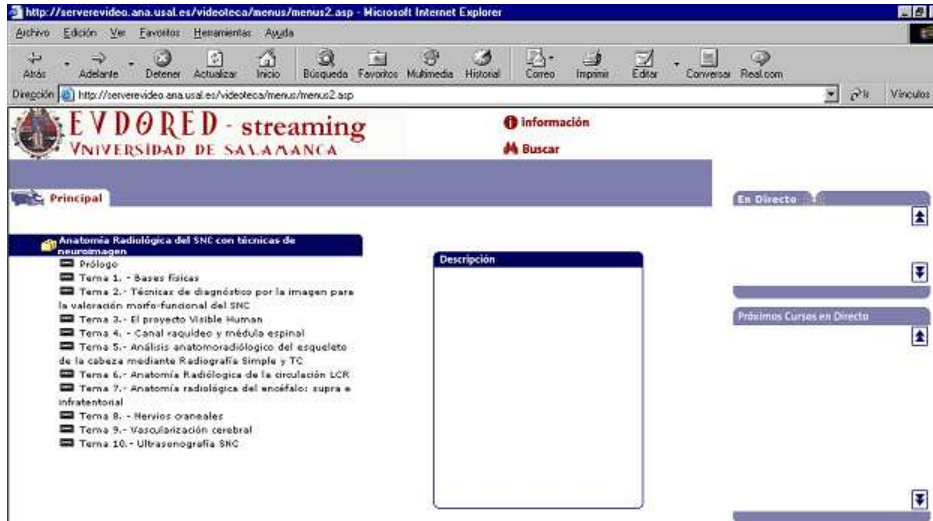 http://serverevideo.ana.usal.es/videoteca/menus/menus2.asp - Microsoft Internet Explorer
Archivo Edición Ver Favoritos Herramientas Ayuda
Atrás Adelante Detener Actualizar Inicio Búsqueda Favoritos Multimedia Historial Correo Imprimir Editar Conversar Real.com
Dirección http://serverevideo.ana.usal.es/videoteca/menus/menus2.asp Ir Vínculos
EVDORED - streaming
VNIVERSIDAD DE SALAMANCA
información
Buscar
Principal
En Directo
Anatomía Radiológica del SNC con técnicas de
neuroimagen
Prólogo
Tema 1. - Bases físicas
Tema 2.- Técnicas de diagnóstico por la imagen para
la valoración morfo-funcional del SNC
Tema 3.- El proyecto Visible Human
Tema 4. - Canal raquídeo y médula espinal
Tema 5.- Análisis anatomoradiólogico del esqueleto
de la cabeza mediante Radiografía Simple y TC
Tema 6.- Anatomía Radiólogica de la circulación LCR
Tema 7.- Anatomía radiológica del encéfalo: supra e
infratentorial
Tema 8. - Nervios craneales
Tema 9.- Vascularización cerebral
Tema 10.- Ultrasonografía SNC
Descripción
Próximos Cursos en Directo